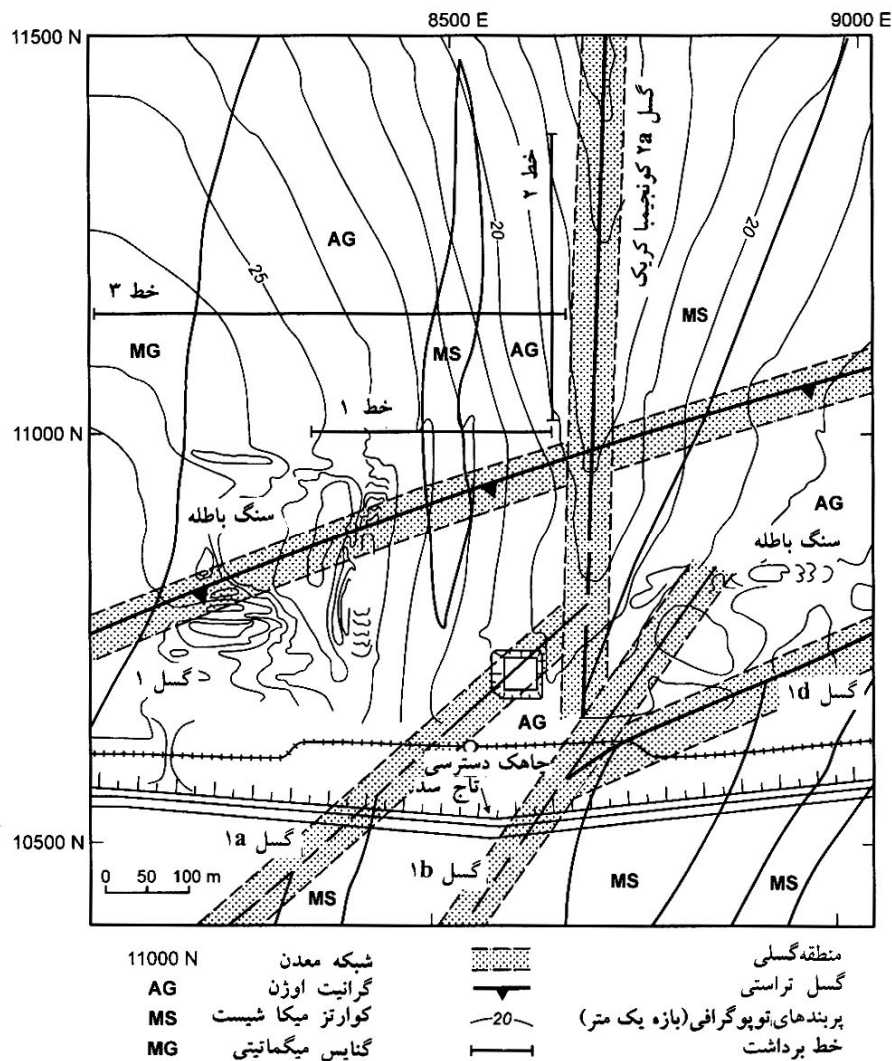 8500 E
9000 E
11500 N
گسل ۲a کونجیمبا کریک
خط ۲
20
20
AG
25
خط ۳
MS
MG
MS
AG
خط ۱
11000 N
AG
سنگ باطله
سنگ باطله
گسل ۱
گسل ۱d
AG
چاهک دسترسی
تاج سد
گسل ۱a
گسل ۱b
10500 N
0 50 100 m
MS
MS
MS
11000 N شبکه معدن
AG گرانیت اوژن
MS کوارتز میکا شیست
MG گنایس میگماتیتی
منطقه گسلی
گسل تراستی
20 پربندهای توپوگرافی (بازه یک متر)
خط برداشت